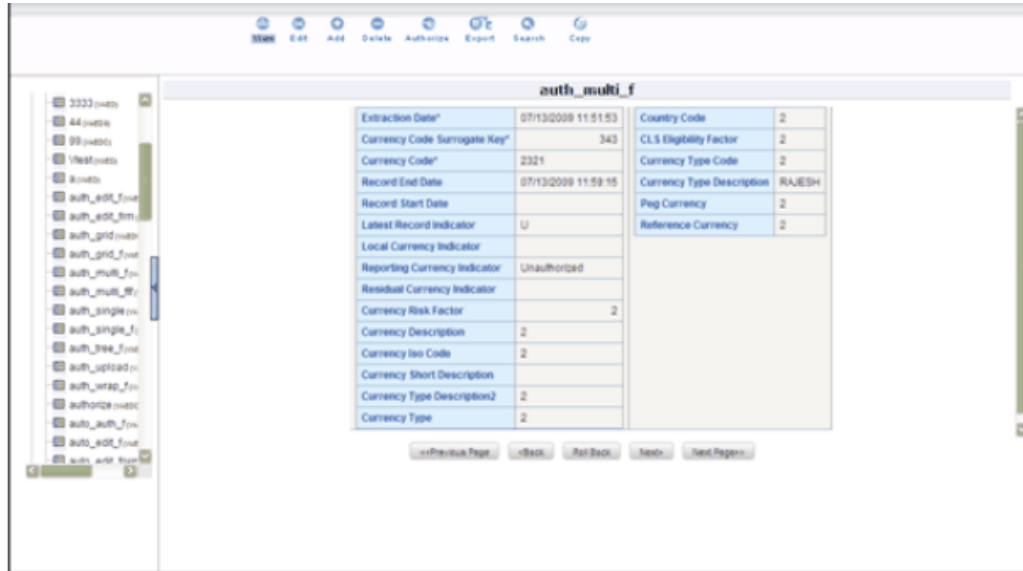 View Edit Add Delete Authorize Export Search Copy
auth_multi_f
3333
44
99
a
auth_edit_f
auth_edit_frm
auth_grid
auth_grid_f
auth_multi_f
auth_multi_fff
auth_single
auth_single_f
auth_tree_f
auth_upload
auth_wrap_f
authorize
auto_auth_f
auto_edit_f
Extraction Date* 07/13/2009 11:51:53 Country Code 2
Currency Code Surrogate Key* 343 CLS Eligibility Factor 2
Currency Code* 2321 Currency Type Code 2
Record End Date 07/13/2009 11:59:15 Currency Type Description RAJESH
Record Start Date Peg Currency 2
Latest Record Indicator U Reference Currency 2
Local Currency Indicator
Reporting Currency Indicator Unauthorized
Residual Currency Indicator
Currency Risk Factor 2
Currency Description 2
Currency Iso Code 2
Currency Short Description
Currency Type Description2 2
Currency Type 2
<<Previous Page <Back Roll Back Next> Next Page>>